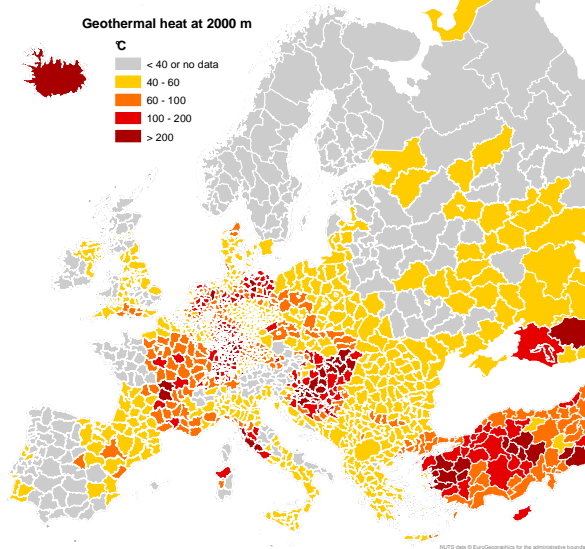 Geothermal heat at 2000 m
°C
< 40 or no data
40 - 60
60 - 100
100 - 200
> 200
NUTS data © EuroGeographics for the administrative bounda